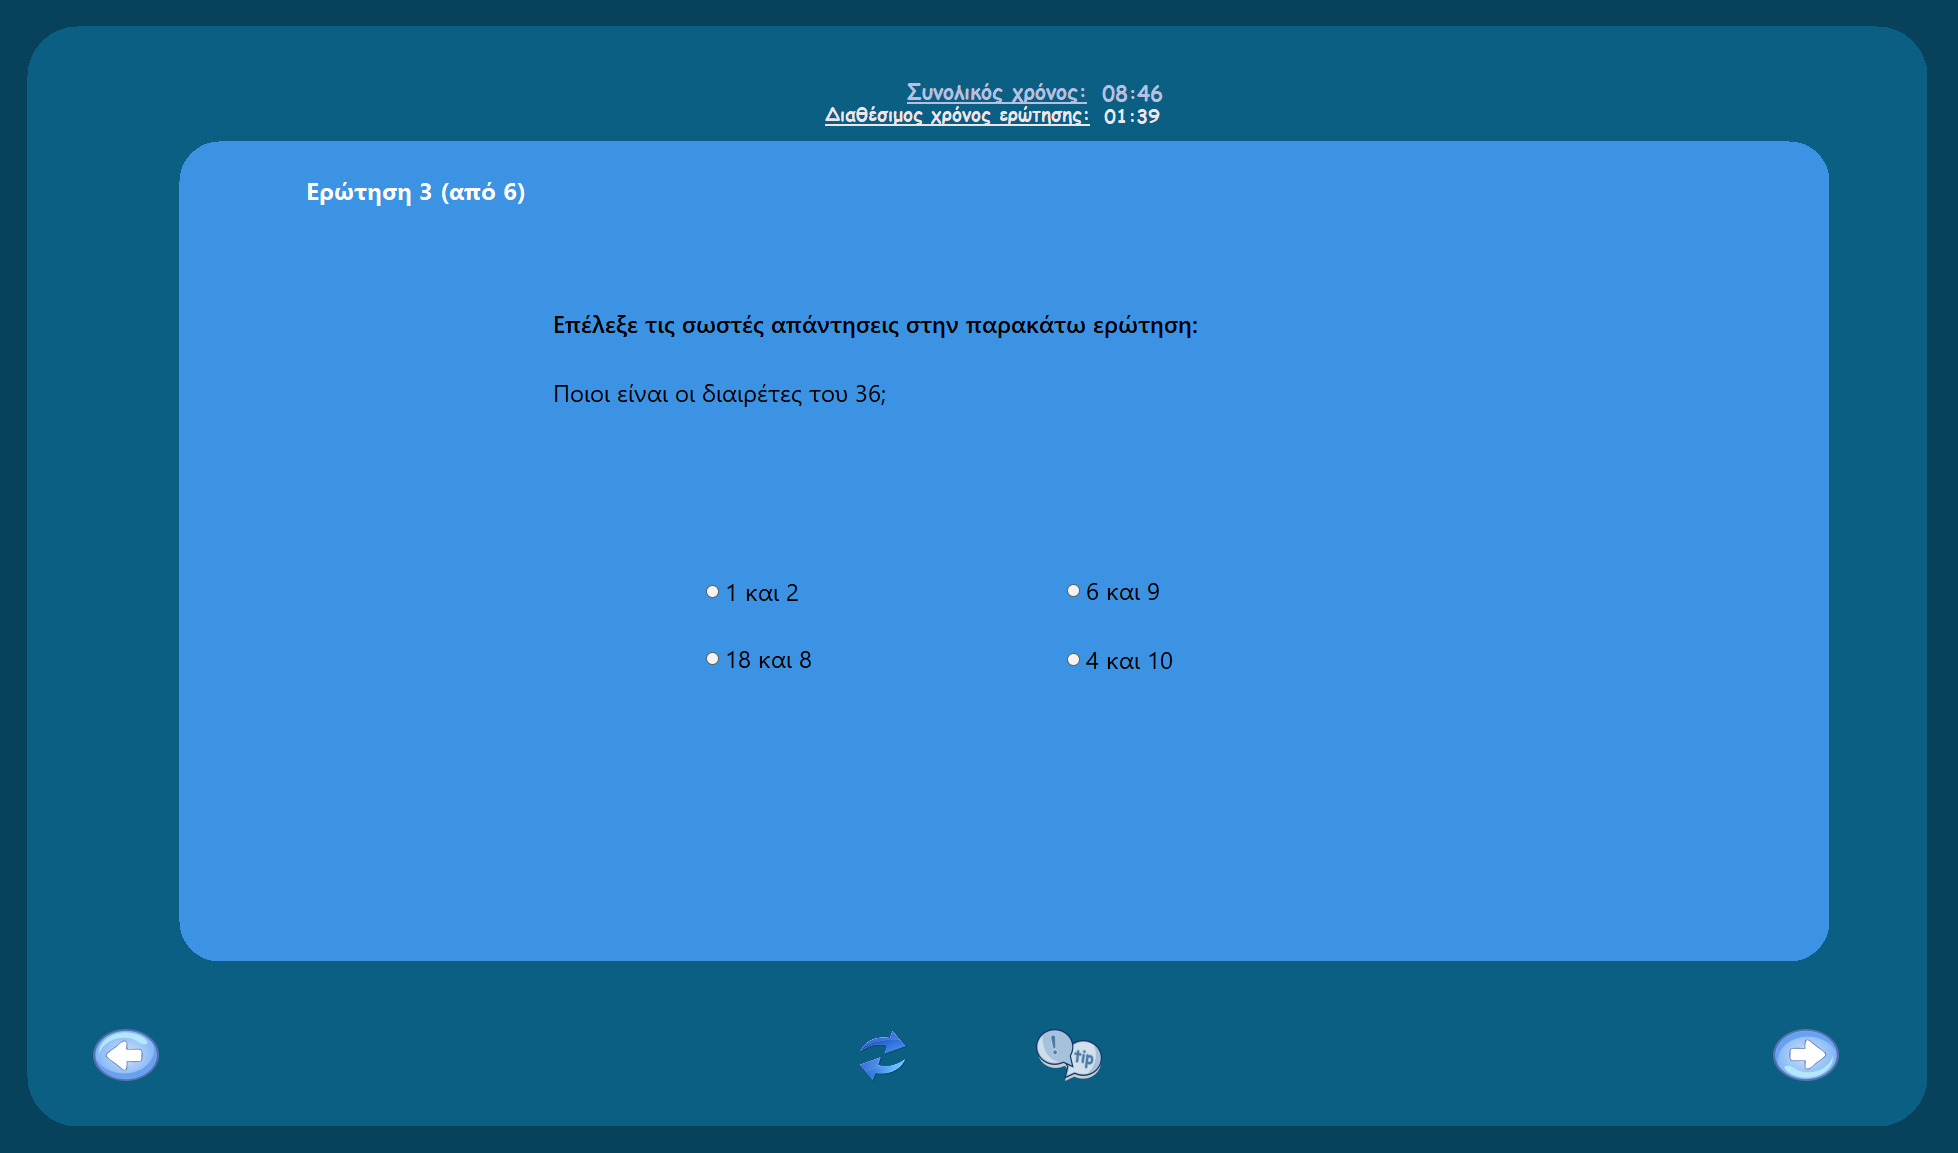 Συνολικός χρόνος: 08:46
Διαθέσιμος χρόνος ερώτησης: 01:39
Ερώτηση 3 (από 6)
Επέλεξε τις σωστές απάντησεις στην παρακάτω ερώτηση:
Ποιοι είναι οι διαιρέτες του 36;
1 και 2
6 και 9
18 και 8
4 και 10
! tip